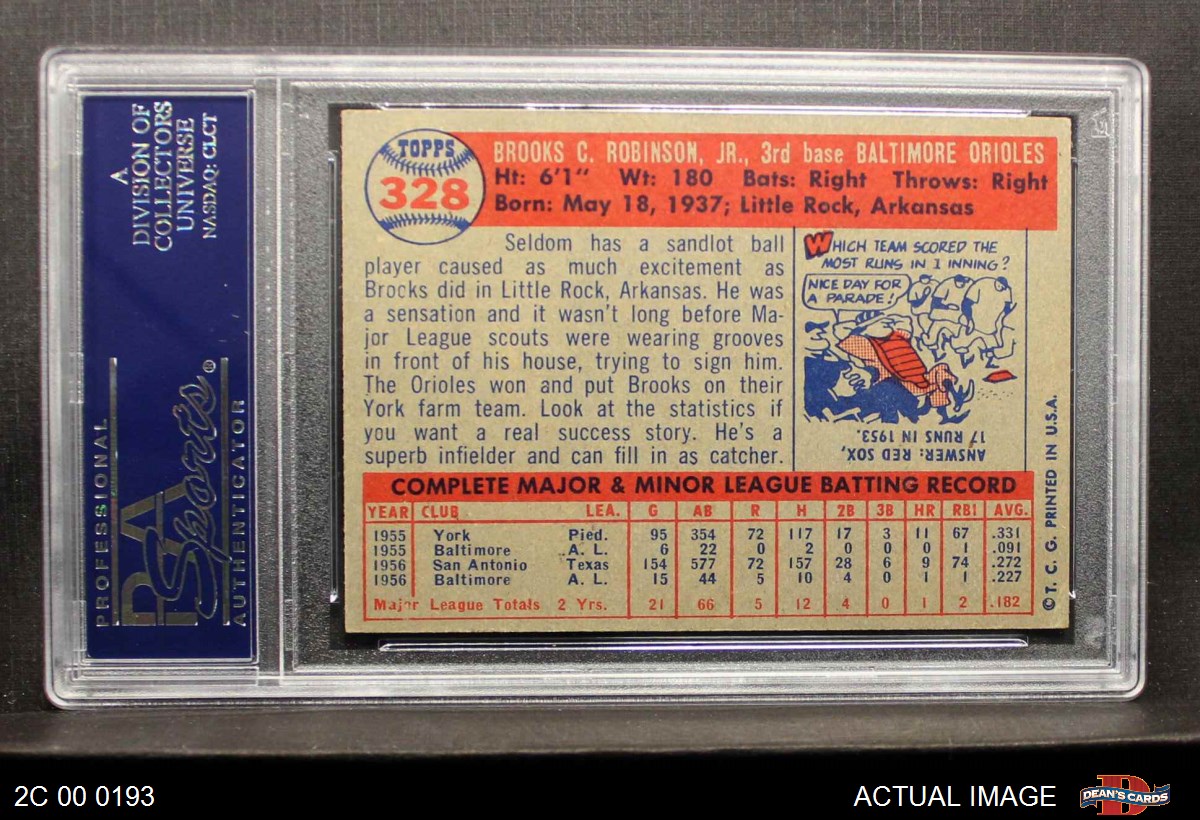 A
DIVISION OF
COLLECTORS
UNIVERSE
NASDAQ: CLCT
PROFESSIONAL
PSA
Sports®
AUTHENTICATOR
TOPPS
328
BROOKS C. ROBINSON, JR., 3rd base BALTIMORE ORIOLES
Ht: 6'1" Wt: 180 Bats: Right Throws: Right
Born: May 18, 1937; Little Rock, Arkansas
Seldom has a sandlot ball
player caused as much excitement as
Brooks did in Little Rock, Arkansas. He was
a sensation and it wasn't long before Ma-
jor League scouts were wearing grooves
in front of his house, trying to sign him.
The Orioles won and put Brooks on their
York farm team. Look at the statistics if
you want a real success story. He's a
superb infielder and can fill in as catcher.
WHICH TEAM SCORED THE
MOST RUNS IN 1 INNING?
NICE DAY FOR
A PARADE!
ANSWER: RED SOX,
17 RUNS IN 1953.
COMPLETE MAJOR & MINOR LEAGUE BATTING RECORD
YEAR CLUB LEA. G AB R H 2B 3B HR RBI AVG.
1955 York Pied. 95 354 72 117 17 3 11 67 .331
1955 Baltimore A. L. 6 22 0 2 0 0 0 1 .091
1956 San Antonio Texas 154 577 72 157 28 6 9 74 .272
1956 Baltimore A. L. 15 44 5 10 4 0 1 1 .227
Major League Totals 2 Yrs. 21 66 5 12 4 0 1 2 .182
© T. C. G. PRINTED IN U.S.A.
2C 00 0193
ACTUAL IMAGE
DEAN'S CARDS